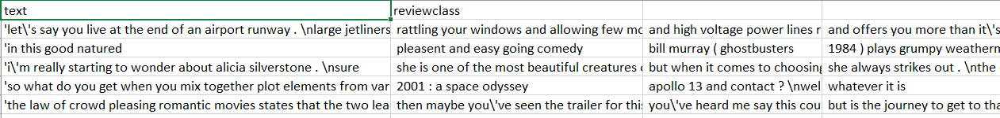 text reviewclass
'let\'s say you live at the end of an airport runway . \nlarge jetliners rattling your windows and allowing few mo and high voltage power lines r and offers you more than it\'s
'in this good natured pleasent and easy going comedy bill murray ( ghostbusters 1984 ) plays grumpy weatherm
'i\'m really starting to wonder about alicia silverstone . \nsure she is one of the most beautiful creatures but when it comes to choosing she always strikes out . \nthe
'so what do you get when you mix together plot elements from var 2001 : a space odyssey apollo 13 and contact ? \nwel whatever it is
'the law of crowd pleasing romantic movies states that the two lea then maybe you\'ve seen the trailer for this you\'ve heard me say this cou but is the journey to get to tha